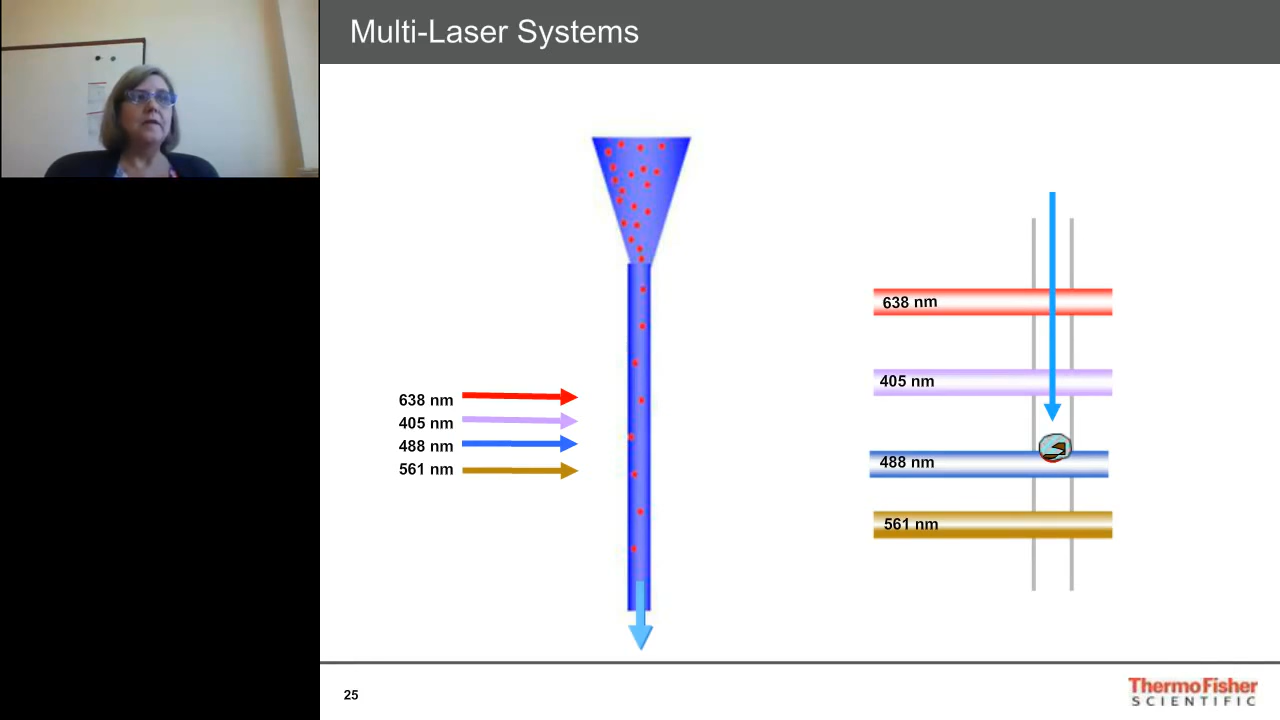 Multi-Laser Systems
638 nm
405 nm
488 nm
561 nm
638 nm
405 nm
488 nm
561 nm
25
ThermoFisher
SCIENTIFIC